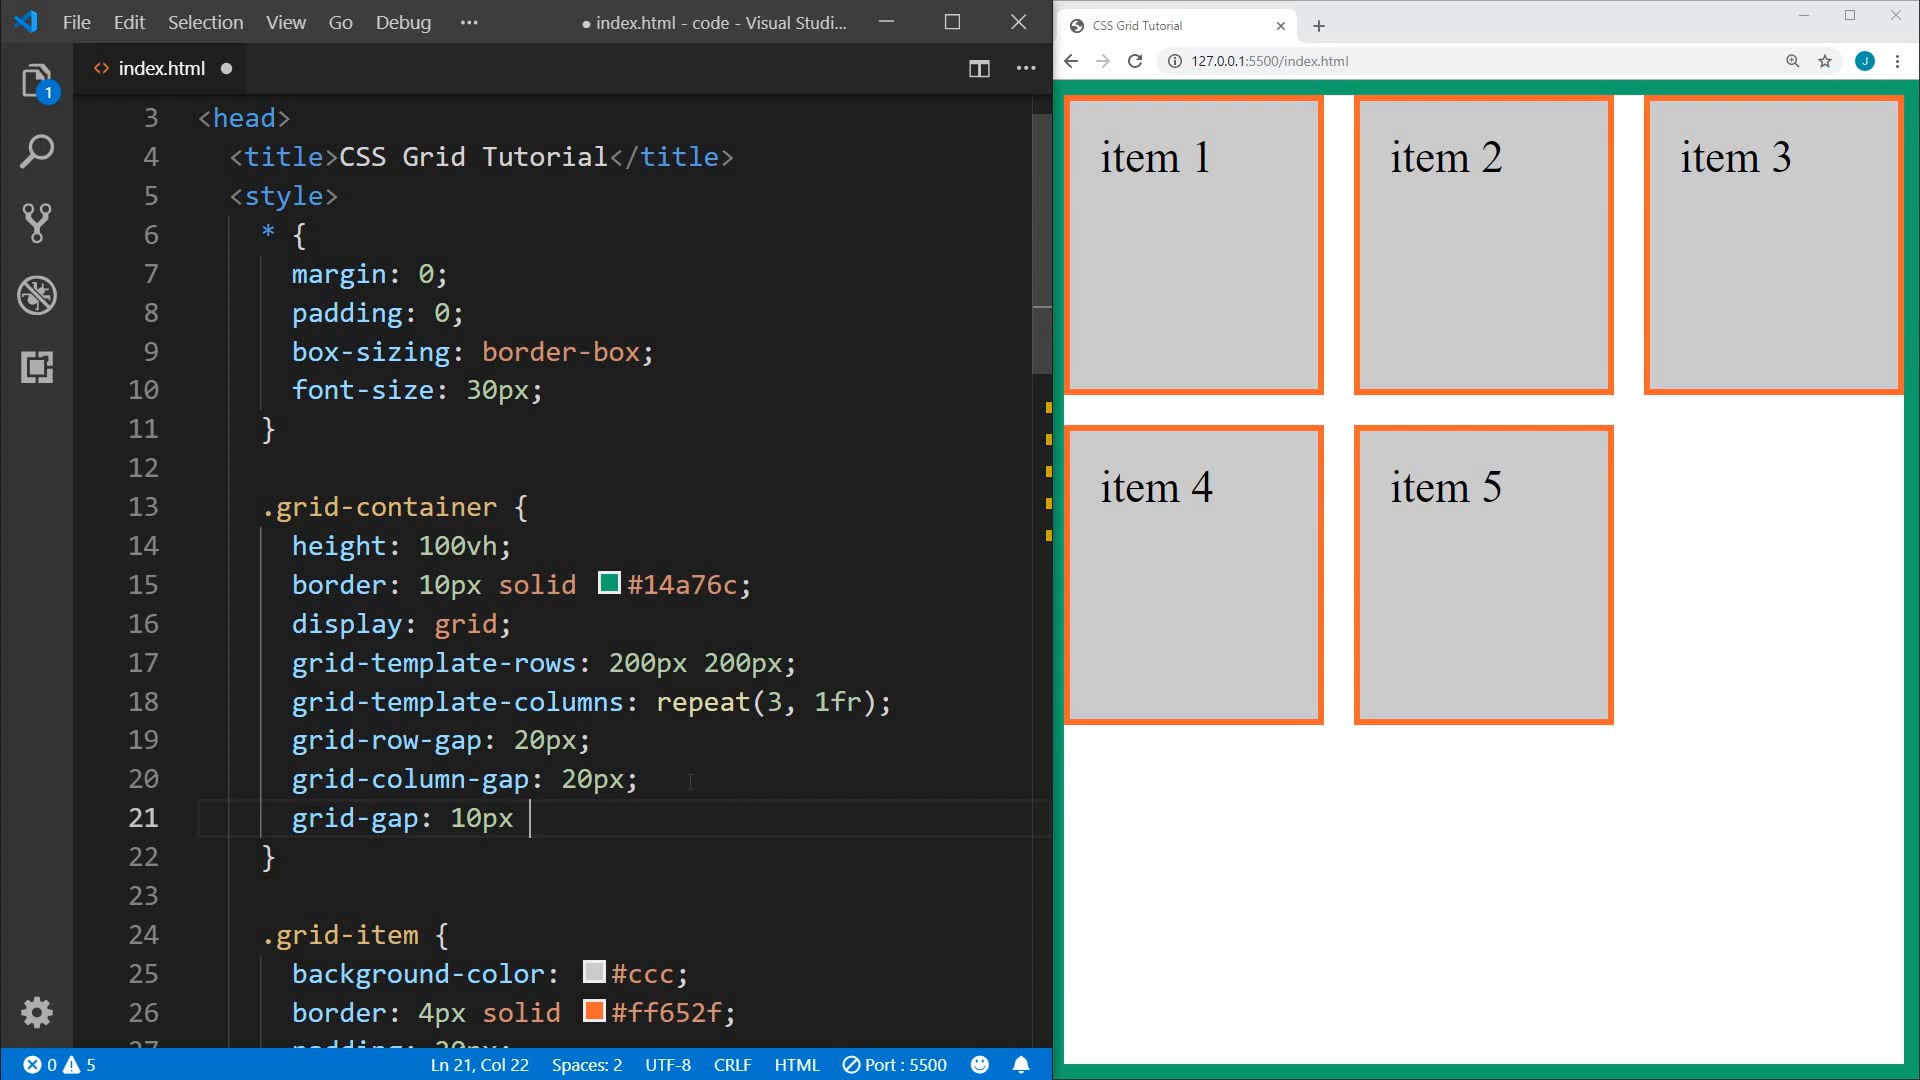 File Edit Selection View Go Debug ··· ● index.html - code - Visual Studi...
<> index.html ●
1
3 <head>
4 <title>CSS Grid Tutorial</title>
5 <style>
6 * {
7 margin: 0;
8 padding: 0;
9 box-sizing: border-box;
10 font-size: 30px;
11 }
12
13 .grid-container {
14 height: 100vh;
15 border: 10px solid #14a76c;
16 display: grid;
17 grid-template-rows: 200px 200px;
18 grid-template-columns: repeat(3, 1fr);
19 grid-row-gap: 20px;
20 grid-column-gap: 20px;
21 grid-gap: 10px
22 }
23
24 .grid-item {
25 background-color: #ccc;
26 border: 4px solid #ff652f;
27 padding: 20px;
0 5 Ln 21, Col 22 Spaces: 2 UTF-8 CRLF HTML Port : 5500
CSS Grid Tutorial
127.0.0.1:5500/index.html
J
item 1
item 2
item 3
item 4
item 5